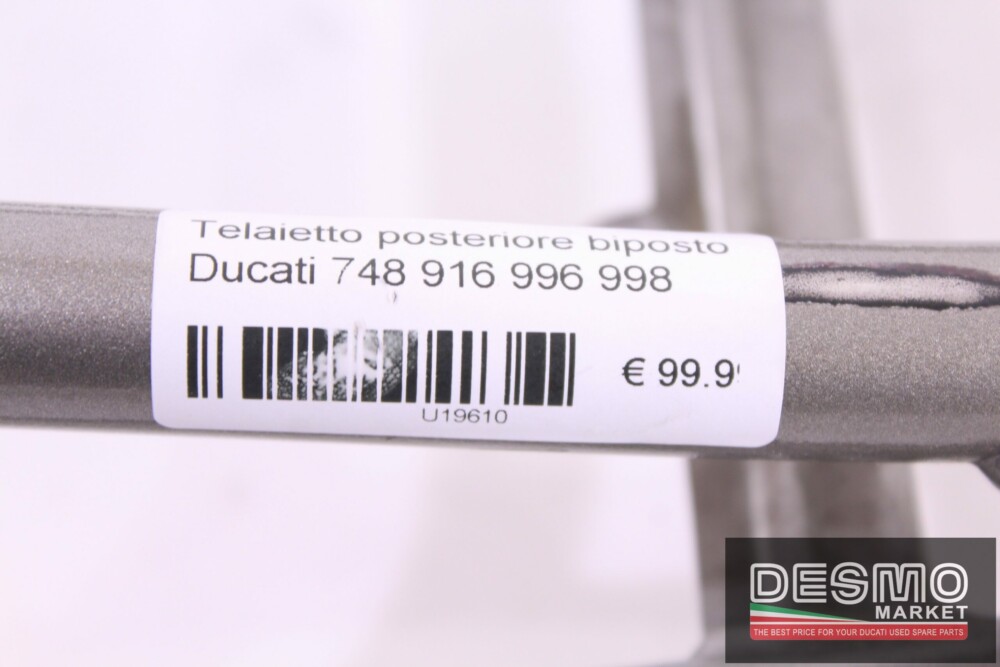 Telaietto posteriore biposto
Ducati 748 916 996 998
€ 99.9
U19610
DESMO
MARKET
THE BEST PRICE FOR YOUR DUCATI USED SPARE PARTS